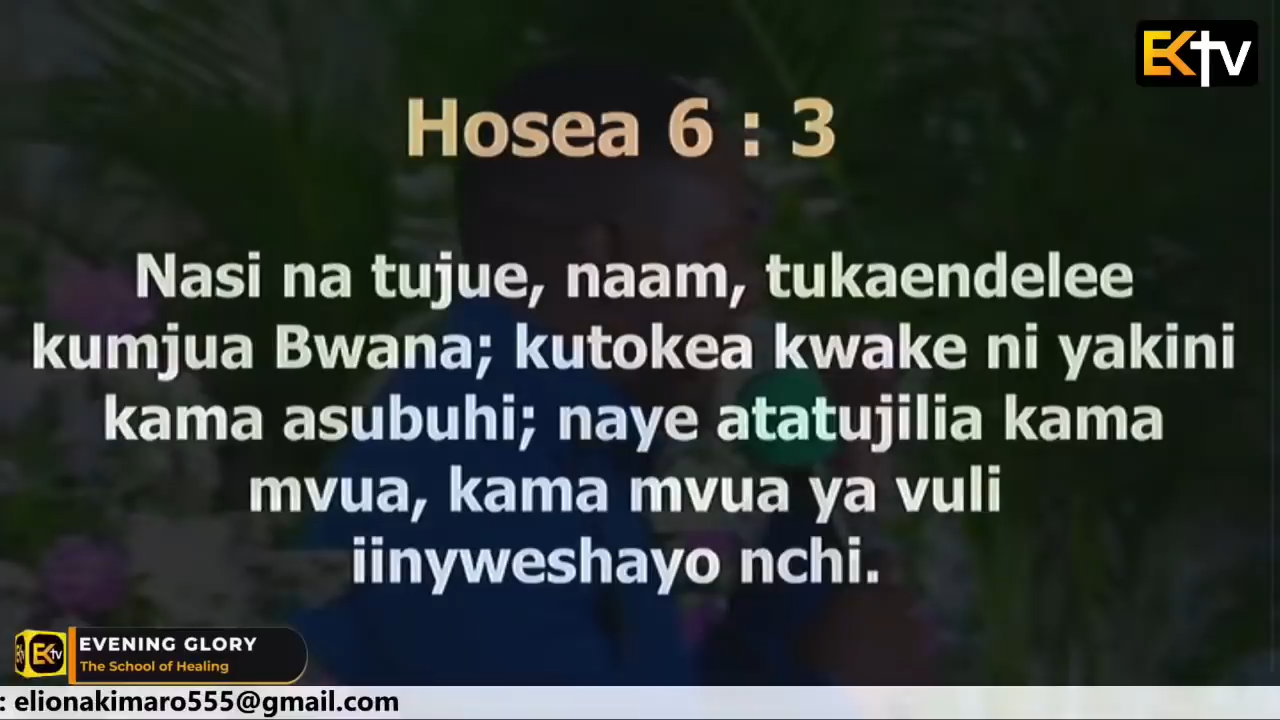 EKTV
Hosea 6 : 3
Nasi na tujue, naam, tukaendelee
kumjua Bwana; kutokea kwake ni yakini
kama asubuhi; naye atatujilia kama
mvua, kama mvua ya vuli
iinyweshayo nchi.
EKTV
EVENING GLORY
The School of Healing
: elionakimaro555@gmail.com